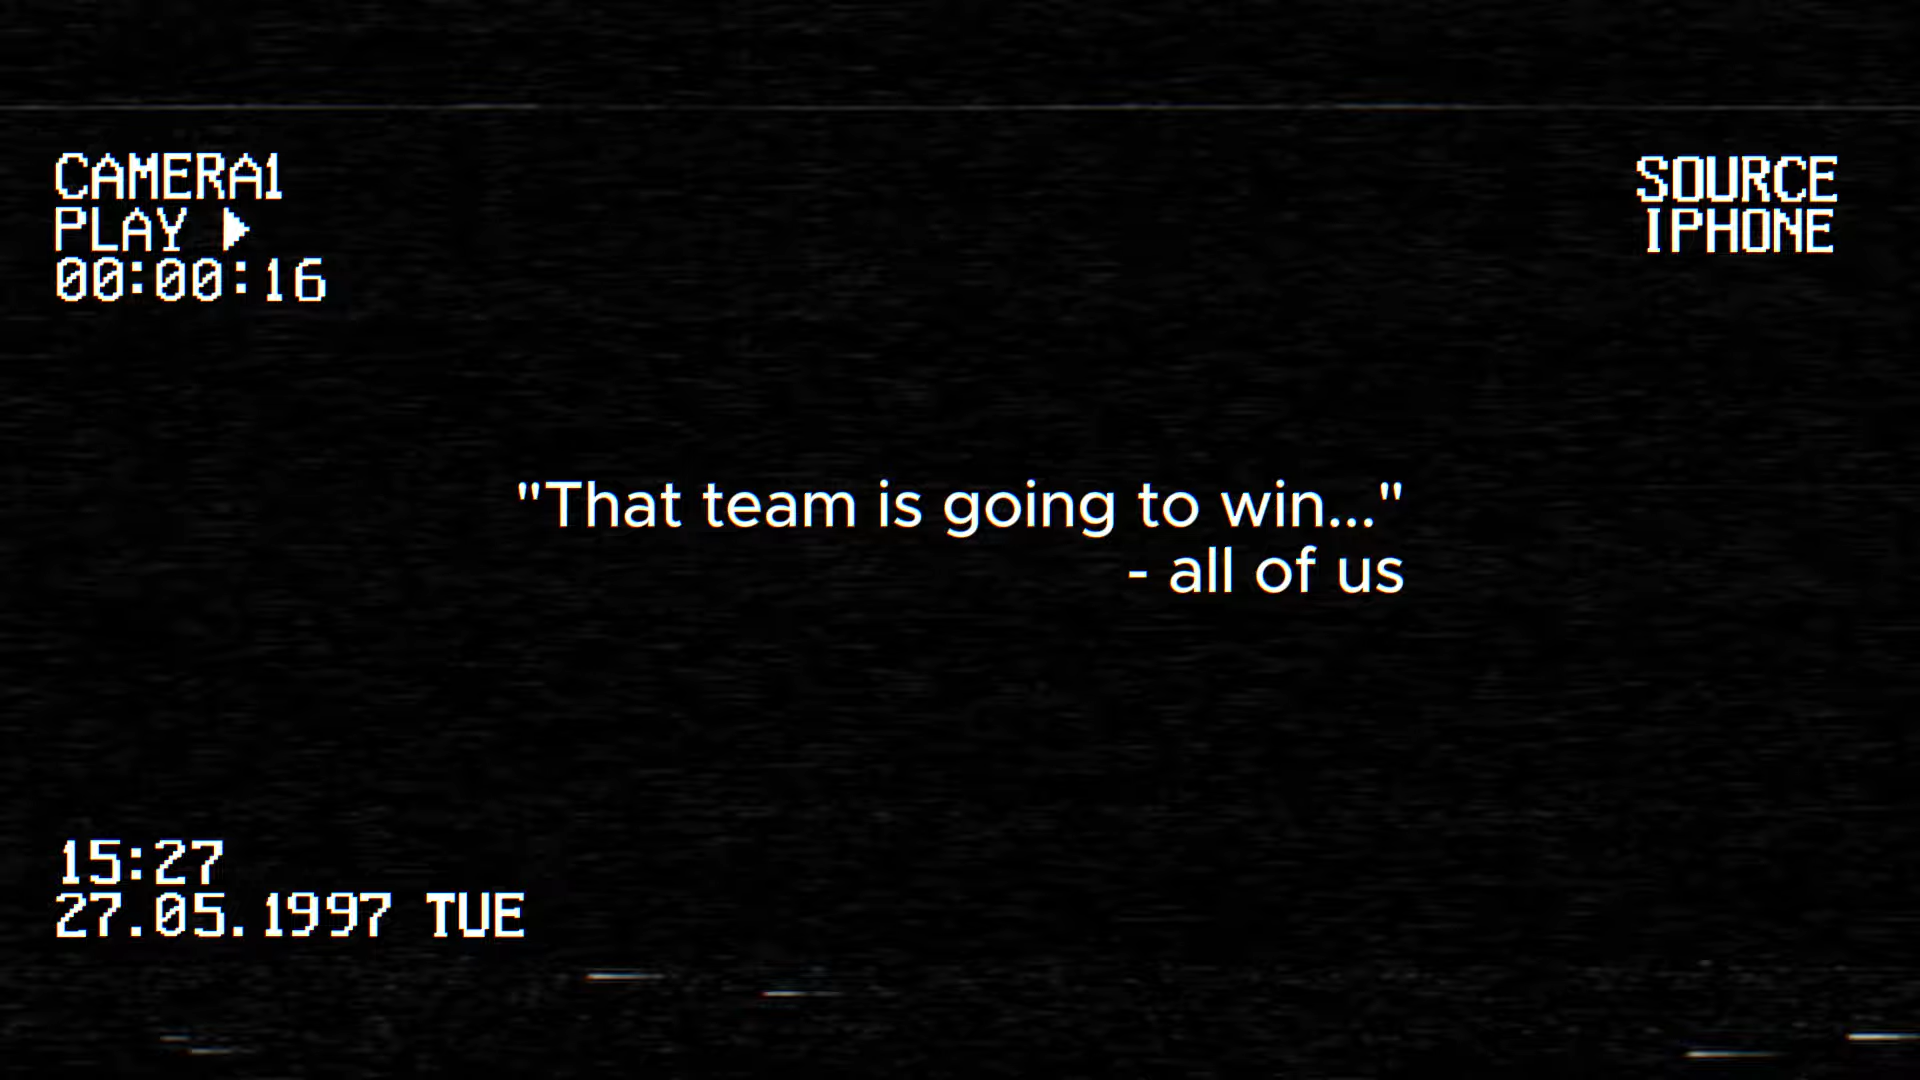 CAMERA1
PLAY ▶
00:00:16
SOURCE
IPHONE
"That team is going to win..."
- all of us
15:27
27.05.1997 TUE